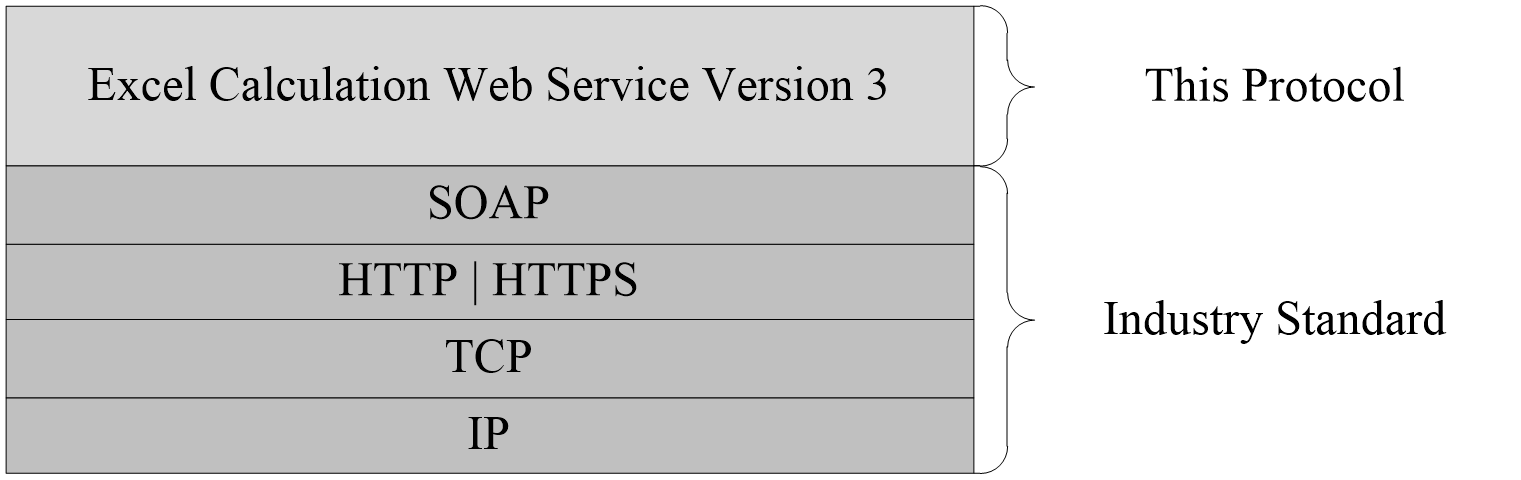 Excel Calculation Web Service Version 3
This Protocol
SOAP
HTTP | HTTPS
TCP
IP
Industry Standard